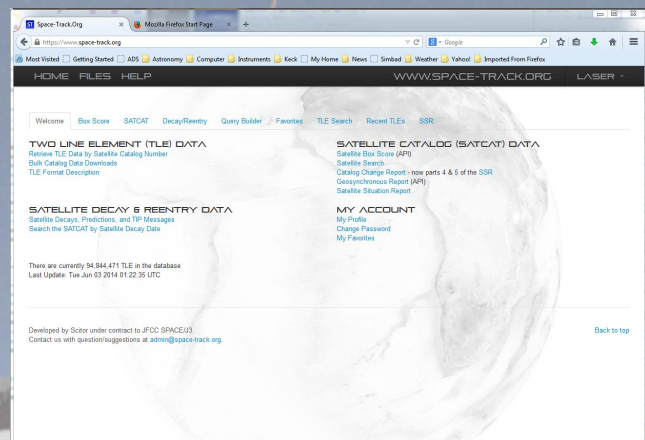 Space-Track.Org × Mozilla Firefox Start Page × +
https://www.space-track.org Google
Most Visited Getting Started ADS Astronomy Computer Instruments Keck My Home News Simbad Weather Yahoo! Imported From Firefox
HOME FILES HELP WWW.SPACE-TRACK.ORG LASER
Welcome Box Score SATCAT Decay/Reentry Query Builder Favorites TLE Search Recent TLEs SSR
TWO LINE ELEMENT (TLE) DATA
Retrieve TLE Data by Satellite Catalog Number
Bulk Catalog Data Downloads
TLE Format Description
SATELLITE CATALOG (SATCAT) DATA
Satellite Box Score (API)
Satellite Search
Catalog Change Report - now parts 4 & 5 of the SSR
Geosynchronous Report (API)
Satellite Situation Report
SATELLITE DECAY & REENTRY DATA
Satellite Decays, Predictions, and TIP Messages
Search the SATCAT by Satellite Decay Date
MY ACCOUNT
My Profile
Change Password
My Favorites
There are currently 94,844,471 TLE in the database
Last Update: Tue Jun 03 2014 01:22:35 UTC
Developed by Scitor under contract to JFCC SPACE/J3.
Contact us with question/suggestions at admin@space-track.org.
Back to top